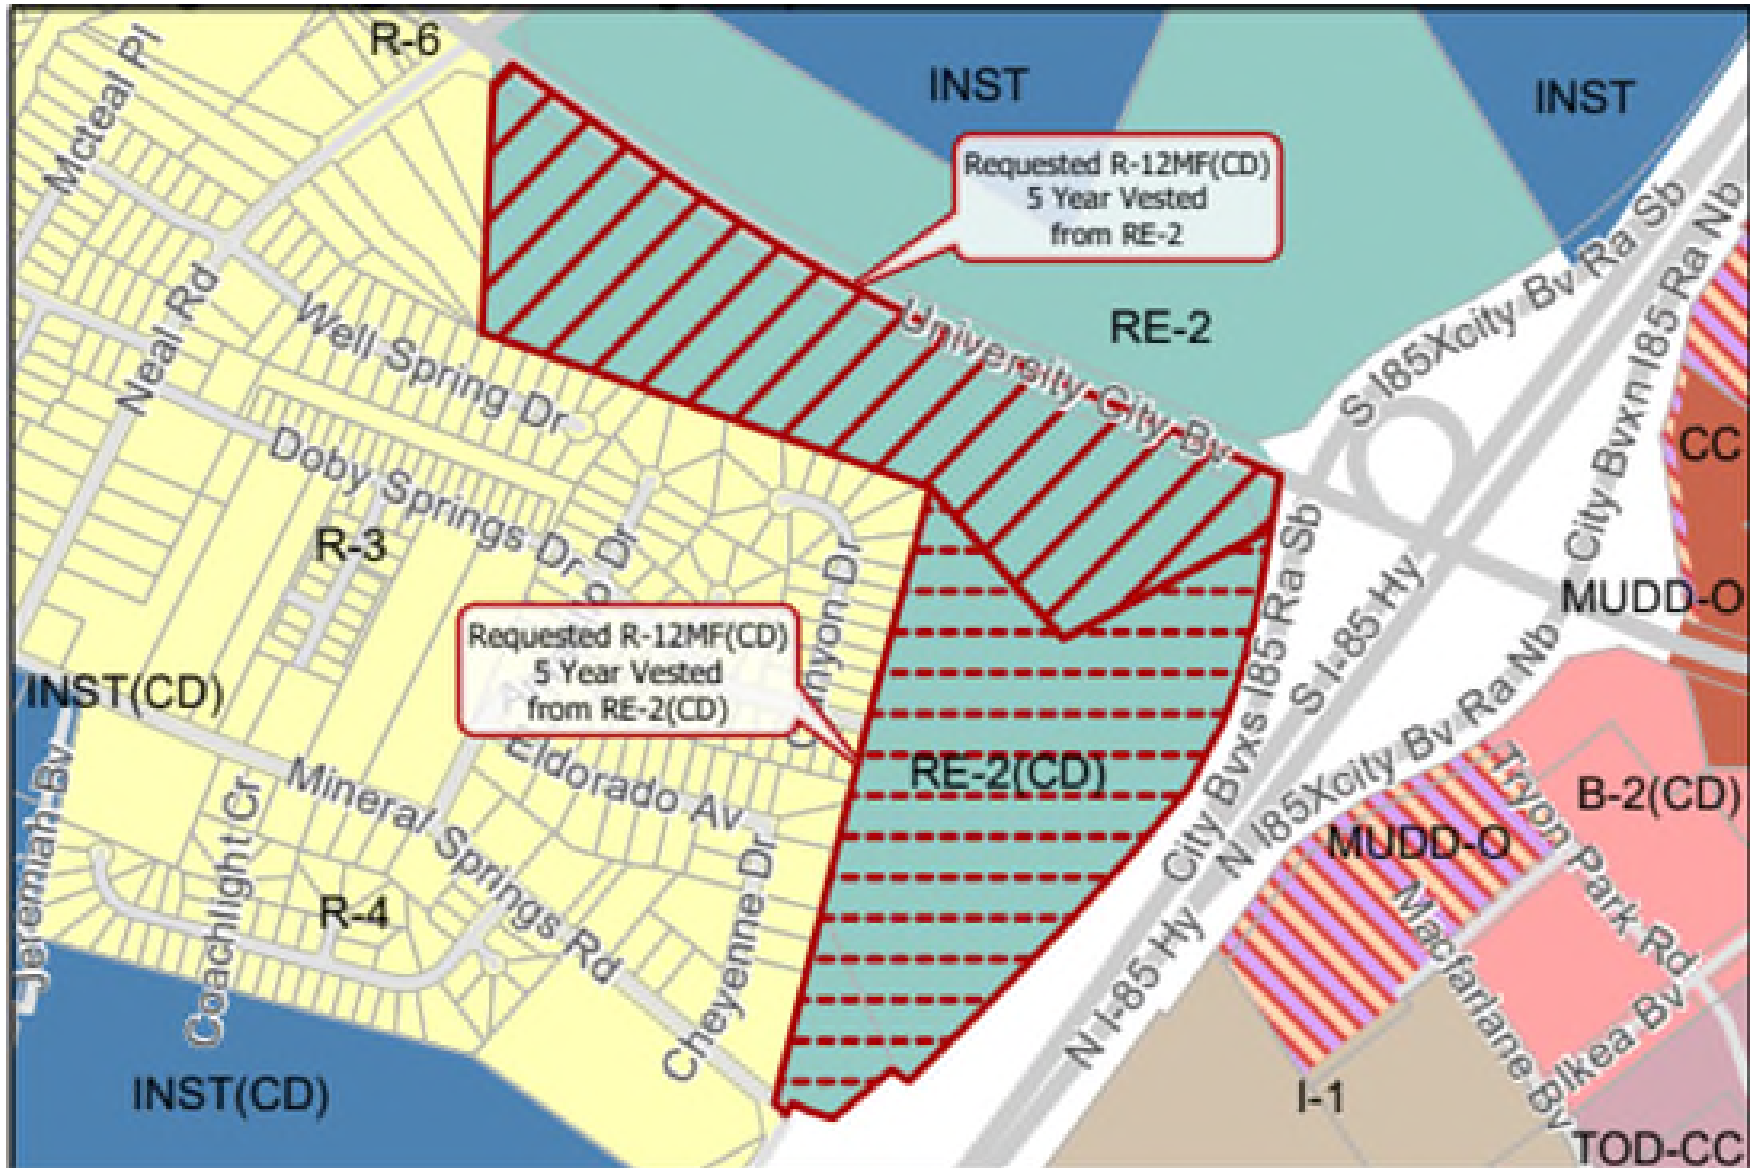 R-6
INST
INST
Mcteal Pl
Requested R-12MF(CD)
5 Year Vested
from RE-2
S I85Xcity Bv Ra Sb
City Bvxn I85 Ra Nb
Neal Rd
Well Spring Dr
University City Bv
RE-2
CC
Doby Springs Dr
R-3
MUDD-O
Requested R-12MF(CD)
5 Year Vested
from RE-2(CD)
INST(CD)
City Bvxs I85 Ra Sb
S I-85 Hy
N I85Xcity Bv Ra Nb
Eldorado Av
RE-2(CD)
Jeremiah Bv
Mineral Springs Rd
Coachlight Cr
Cheyenne Dr
R-4
Tryon Park Rd
B-2(CD)
MUDD-O
Macfarlane Bv
N I-85 Hy
Ikea Bv
INST(CD)
I-1
TOD-CC